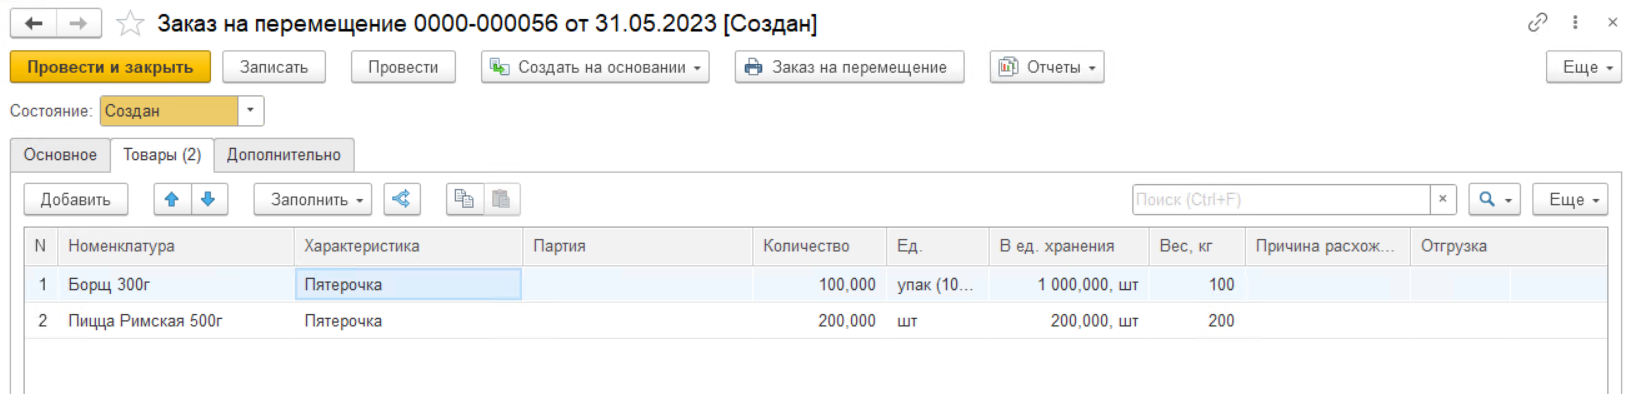 Заказ на перемещение 0000-000056 от 31.05.2023 [Создан]
Провести и закрыть Записать Провести Создать на основании Заказ на перемещение Отчеты Еще
Состояние: Создан
Основное Товары (2) Дополнительно
Добавить Заполнить Поиск (Ctrl+F) × Еще
N Номенклатура Характеристика Партия Количество Ед. В ед. хранения Вес, кг Причина расхож... Отгрузка
1 Борщ 300г Пятерочка 100,000 упак (10... 1 000,000, шт 100
2 Пицца Римская 500г Пятерочка 200,000 шт 200,000, шт 200